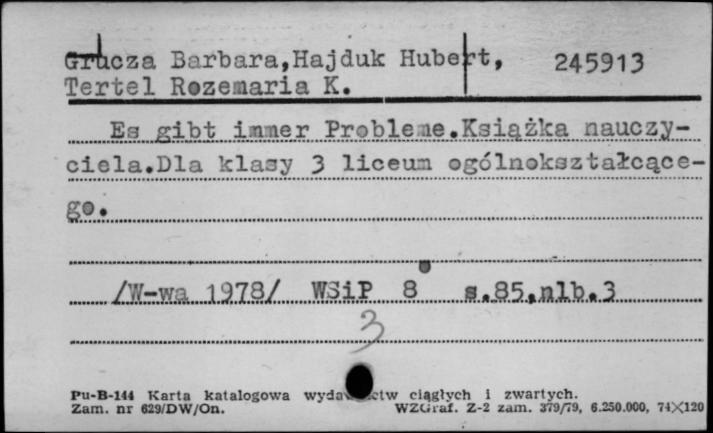 Grucza Barbara,Hajduk Hubert, 245913
Tertel Rozemaria K.
Es gibt immer Probleme.Książka nauczy-
ciela.Dla klasy 3 liceum ogólnokształcące-
go.
/W-wa 1978/ WSiP 8° s.85,nlb.3
3
Pu-B-144 Karta katalogowa wydawnictw ciągłych i zwartych.
Zam. nr 629/DW/On. WZGraf. Z-2 zam. 379/79, 6.250.000, 74×120